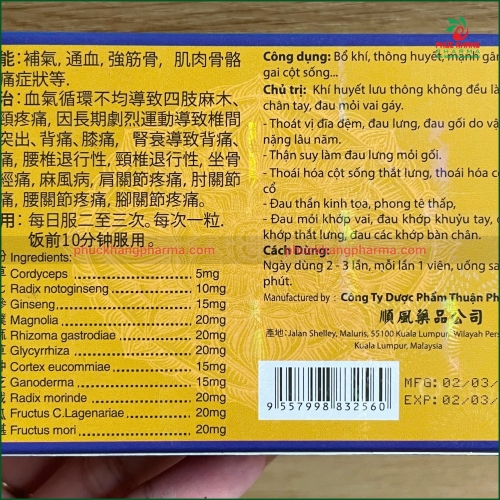 PHUC KHANG PHARMA
能: 補氣, 通血, 強筋骨, 肌肉骨骼
痛症狀等.
治: 血氣循環不均導致四肢麻木、
頸疼痛, 因長期劇烈運動導致椎間
突出、背痛、膝痛, 腎衰導致背痛、
痛, 腰椎退行性, 頸椎退行性, 坐骨
經痛, 麻風病, 肩關節疼痛, 肘關節
痛, 腰關節疼痛, 腳關節疼痛.
用: 每日服二至三次。每次一粒.
饭前10分钟服用。
Công dụng: Bổ khí, thông huyết, mạnh gân
gai cột sống...
Chủ trị: Khí huyết lưu thông không đều là
chân tay, đau mỏi vai gáy.
- Thoát vị đĩa đệm, đau lưng, đau gối do vậ
nặng lâu năm.
- Thận suy làm đau lưng mỏi gối.
- Thoái hóa cột sống thắt lưng, thoái hóa cộ
cổ
- Đau thần kinh tọa, phong tê thấp,
- Đau mỏi khớp vai, đau khớp khuỷu tay, đ
khớp thắt lưng, đau các khớp bàn chân.
Cách Dùng:
Ngày dùng 2 - 3 lần, mỗi lần 1 viên, uống sa
phút.
phuckhangpharma.com
Ingredients:
Cordyceps 5mg
Radix notoginseng 10mg
Ginseng 15mg
Magnolia 20mg
Rhizoma gastrodiae 20mg
Glycyrrhiza 20mg
Cortex eucommiae 15mg
Ganoderma 15mg
Radix morinde 20mg
Fructus C.Lagenariae 20mg
Fructus mori 20mg
Manufactured by : Công Ty Dược Phẩm Thuận Ph
順風藥品公司
產地: Jalan Shelley, Maluris, 55100 Kuala Lumpur, Wilayah Pers
Kuala Lumpur, Malaysia
9 557998 832560
MFG: 02/03/
EXP: 02/03/